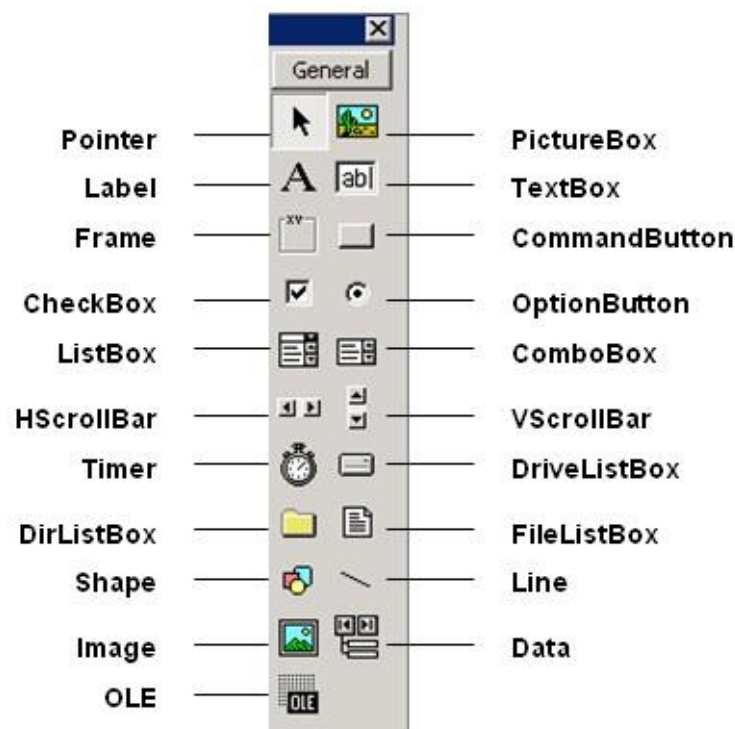 General
Pointer PictureBox
Label A ab TextBox
Frame XY CommandButton
CheckBox OptionButton
ListBox ComboBox
HScrollBar VScrollBar
Timer DriveListBox
DirListBox FileListBox
Shape Line
Image Data
OLE OLE